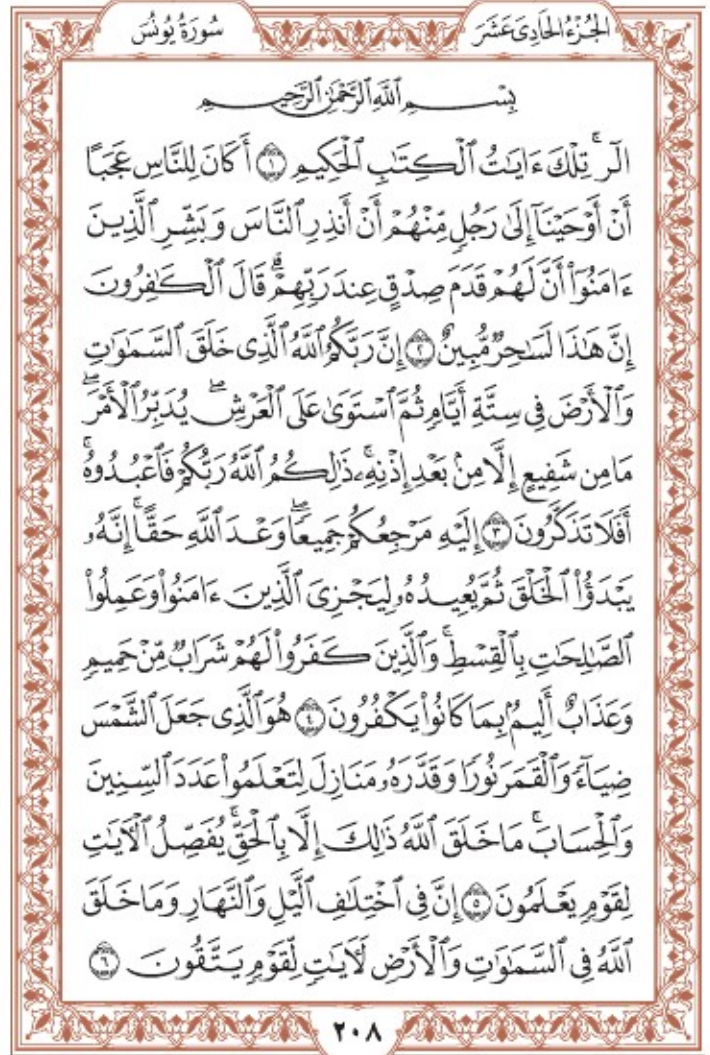 الجُزْءُ الحَادِي عَشَرَ
سُورَةُ يُونُسَ
بِسۡمِ ٱللَّهِ ٱلرَّحۡمَٰنِ ٱلرَّحِيمِ
الٓرۚ تِلۡكَ ءَايَٰتُ ٱلۡكِتَٰبِ ٱلۡحَكِيمِ ١ أَكَانَ لِلنَّاسِ عَجَبًا
أَنۡ أَوۡحَيۡنَآ إِلَىٰ رَجُلٖ مِّنۡهُمۡ أَنۡ أَنذِرِ ٱلنَّاسَ وَبَشِّرِ ٱلَّذِينَ
ءَامَنُوٓاْ أَنَّ لَهُمۡ قَدَمَ صِدۡقٍ عِندَ رَبِّهِمۡۗ قَالَ ٱلۡكَٰفِرُونَ
إِنَّ هَٰذَا لَسَٰحِرٞ مُّبِينٌ ٢ إِنَّ رَبَّكُمُ ٱللَّهُ ٱلَّذِي خَلَقَ ٱلسَّمَٰوَٰتِ
وَٱلۡأَرۡضَ فِي سِتَّةِ أَيَّامٖ ثُمَّ ٱسۡتَوَىٰ عَلَى ٱلۡعَرۡشِۖ يُدَبِّرُ ٱلۡأَمۡرَۖ
مَا مِن شَفِيعٍ إِلَّا مِنۢ بَعۡدِ إِذۡنِهِۦۚ ذَٰلِكُمُ ٱللَّهُ رَبُّكُمۡ فَٱعۡبُدُوهُۚ
أَفَلَا تَذَكَّرُونَ ٣ إِلَيۡهِ مَرۡجِعُكُمۡ جَمِيعٗاۖ وَعۡدَ ٱللَّهِ حَقًّاۚ إِنَّهُۥ
يَبۡدَؤُاْ ٱلۡخَلۡقَ ثُمَّ يُعِيدُهُۥ لِيَجۡزِيَ ٱلَّذِينَ ءَامَنُواْ وَعَمِلُواْ
ٱلصَّٰلِحَٰتِ بِٱلۡقِسۡطِۚ وَٱلَّذِينَ كَفَرُواْ لَهُمۡ شَرَابٞ مِّنۡ حَمِيمٖ
وَعَذَابٌ أَلِيمُۢ بِمَا كَانُواْ يَكۡفُرُونَ ٤ هُوَ ٱلَّذِي جَعَلَ ٱلشَّمۡسَ
ضِيَآءٗ وَٱلۡقَمَرَ نُورٗا وَقَدَّرَهُۥ مَنَازِلَ لِتَعۡلَمُواْ عَدَدَ ٱلسِّنِينَ
وَٱلۡحِسَابَۚ مَا خَلَقَ ٱللَّهُ ذَٰلِكَ إِلَّا بِٱلۡحَقِّۚ يُفَصِّلُ ٱلۡأٓيَٰتِ
لِقَوۡمٖ يَعۡلَمُونَ ٥ إِنَّ فِي ٱخۡتِلَٰفِ ٱلَّيۡلِ وَٱلنَّهَارِ وَمَا خَلَقَ
ٱللَّهُ فِي ٱلسَّمَٰوَٰتِ وَٱلۡأَرۡضِ لَأٓيَٰتٖ لِّقَوۡمٖ يَتَّقُونَ ٦
٢٠٨